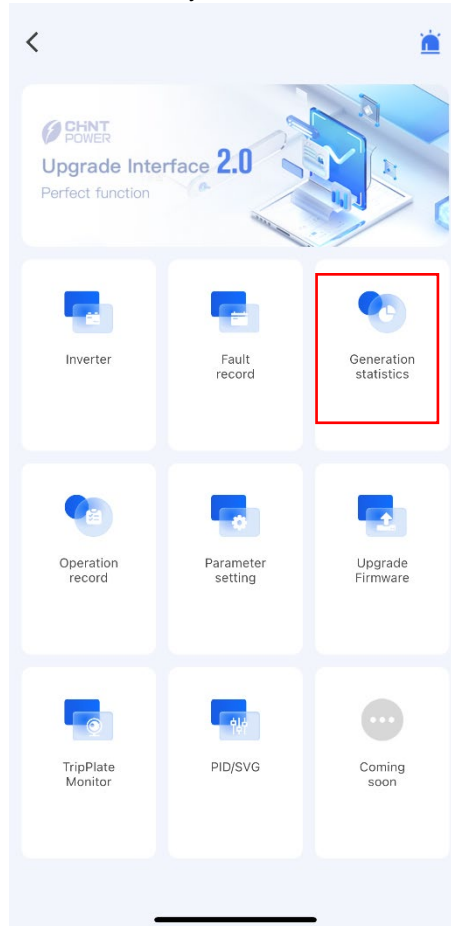 CHNT
POWER
Upgrade Interface 2.0
Perfect function
Inverter
Fault
record
Generation
statistics
Operation
record
Parameter
setting
Upgrade
Firmware
TripPlate
Monitor
PID/SVG
Coming
soon